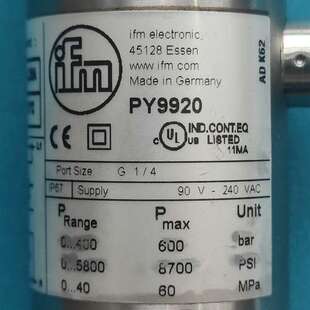 ifm electronic
45128 Essen
www.ifm.com
Made in Germany
ifm
AD K62
PY9920
CE
c UL us IND.CONT.EQ
LISTED
11MA
Port Size G 1/4
IP67 Supply 90 V - 240 VAC
P Range P max Unit
0...400 600 bar
0...5800 8700 PSI
0...40 60 MPa